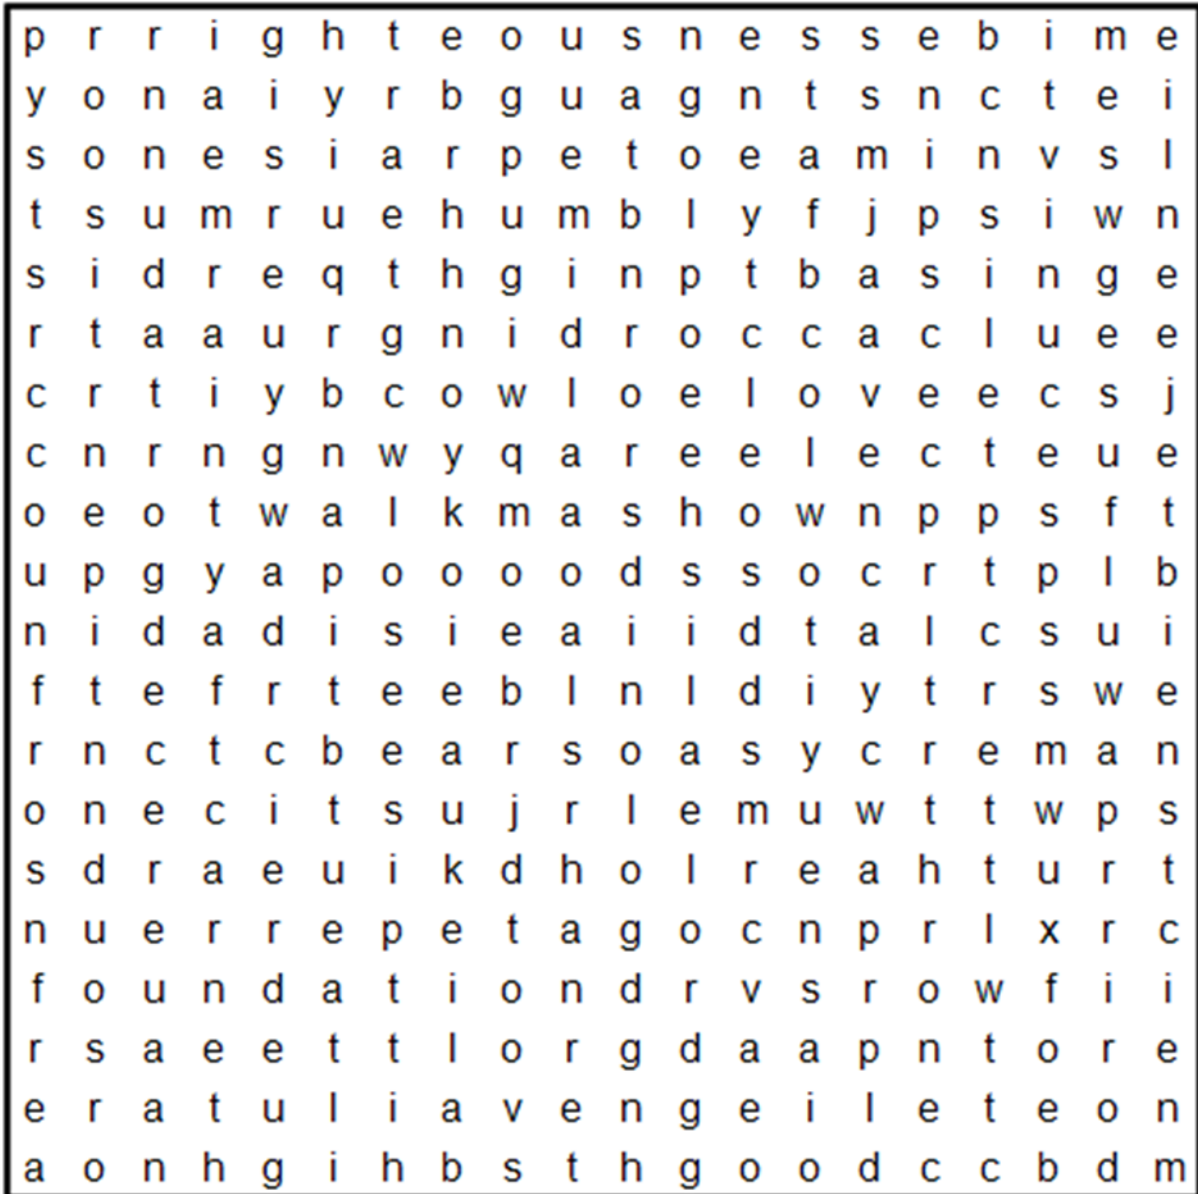 p r r i g h t e o u s n e s s e b i m e
y o n a i y r b g u a g n t s n c t e i
s o n e s i a r p e t o e a m i n v s l
t s u m r u e h u m b l y f j p s i w n
s i d r e q t h g i n p t b a s i n g e
r t a a u r g n i d r o c c a c l u e e
c r t i y b c o w l o e l o v e e c s j
c n r n g n w y q a r e e l e c t e u e
o e o t w a l k m a s h o w n p p s f t
u p g y a p o o o o d s s o c r t p l b
n i d a d i s i e a i i d t a l c s u i
f t e f r t e e b l n l d i y t r s w e
r n c t c b e a r s o a s y c r e m a n
o n e c i t s u j r l e m u w t t w p s
s d r a e u i k d h o l r e a h t u r t
n u e r r e p e t a g o c n p r l x r c
f o u n d a t i o n d r v s r o w f i i
r s a e e t t l o r g d a a p n t o r e
e r a t u l i a v e n g e i l e t e o n
a o n h g i h b s t h g o o d c c b d m